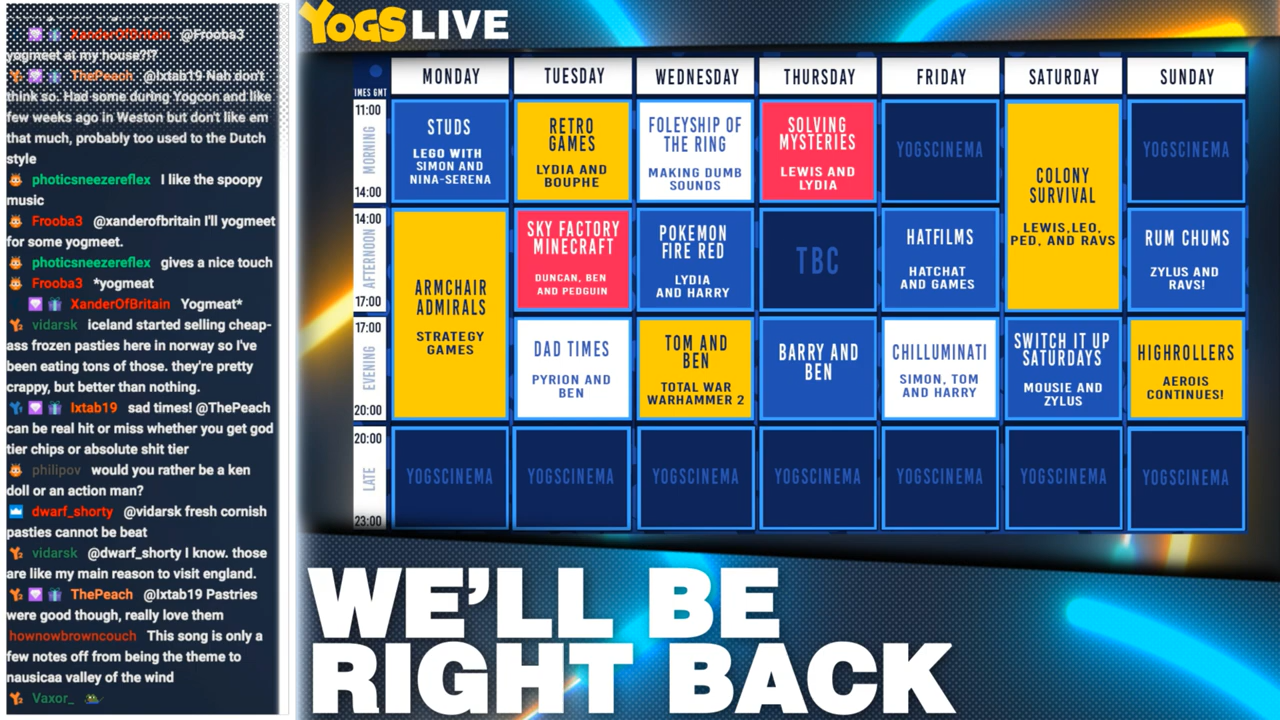 XanderOfBritain @Frooba3
yogmeet at my house?!?
ThePeach @Ixtab19 Nah don't
think so. Had some during Yogcon and like
few weeks ago in Weston but don't like em
that much, probably too used to the Dutch
style
photicsneezereflex I like the spoopy
music
Frooba3 @xanderofbritain I'll yogmeet
for some yogmeet.
photicsneezereflex gives a nice touch
Frooba3 *yogmeat
XanderOfBritain Yogmeat*
vidarsk iceland started selling cheap-
ass frozen pasties here in norway so I've
been eating tons of those. they're pretty
crappy, but better than nothing.
Ixtab19 sad times! @ThePeach
can be real hit or miss whether you get god
tier chips or absolute shit tier
philipov would you rather be a ken
doll or an action man?
dwarf_shorty @vidarsk fresh cornish
pasties cannot be beat
vidarsk @dwarf_shorty I know. those
are like my main reason to visit england.
ThePeach @Ixtab19 Pastries
were good though, really love them
hownowbrowncouch This song is only a
few notes off from being the theme to
nausicaa valley of the wind
Vaxor_
YOGS LIVE
IMES GMT
MONDAY
TUESDAY
WEDNESDAY
THURSDAY
FRIDAY
SATURDAY
SUNDAY
11:00
MORNING
14:00
STUDS
LEGO WITH
SIMON AND
NINA-SERENA
RETRO
GAMES
LYDIA AND
BOUPHE
FOLEYSHIP OF
THE RING
MAKING DUMB
SOUNDS
SOLVING
MYSTERIES
LEWIS AND
LYDIA
YOGSCINEMA
COLONY
SURVIVAL
LEWIS,LEO,
PED, AND RAVS
YOGSCINEMA
14:00
AFTERNOON
17:00
ARMCHAIR
ADMIRALS
STRATEGY
GAMES
SKY FACTORY
MINECRAFT
DUNCAN, BEN
AND PEDGUIN
POKEMON
FIRE RED
LYDIA
AND HARRY
TBC
HATFILMS
HATCHAT
AND GAMES
RUM CHUMS
ZYLUS AND
RAVS!
17:00
EVENING
20:00
DAD TIMES
PYRION AND
BEN
TOM AND
BEN
TOTAL WAR
WARHAMMER 2
BARRY AND
BEN
CHILLUMINATI
SIMON, TOM
AND HARRY
SWITCH IT UP
SATURDAYS
MOUSIE AND
ZYLUS
HIGHROLLERS
AEROIS
CONTINUES!
20:00
LATE
23:00
YOGSCINEMA
YOGSCINEMA
YOGSCINEMA
YOGSCINEMA
YOGSCINEMA
YOGSCINEMA
YOGSCINEMA
WE'LL BE
RIGHT BACK